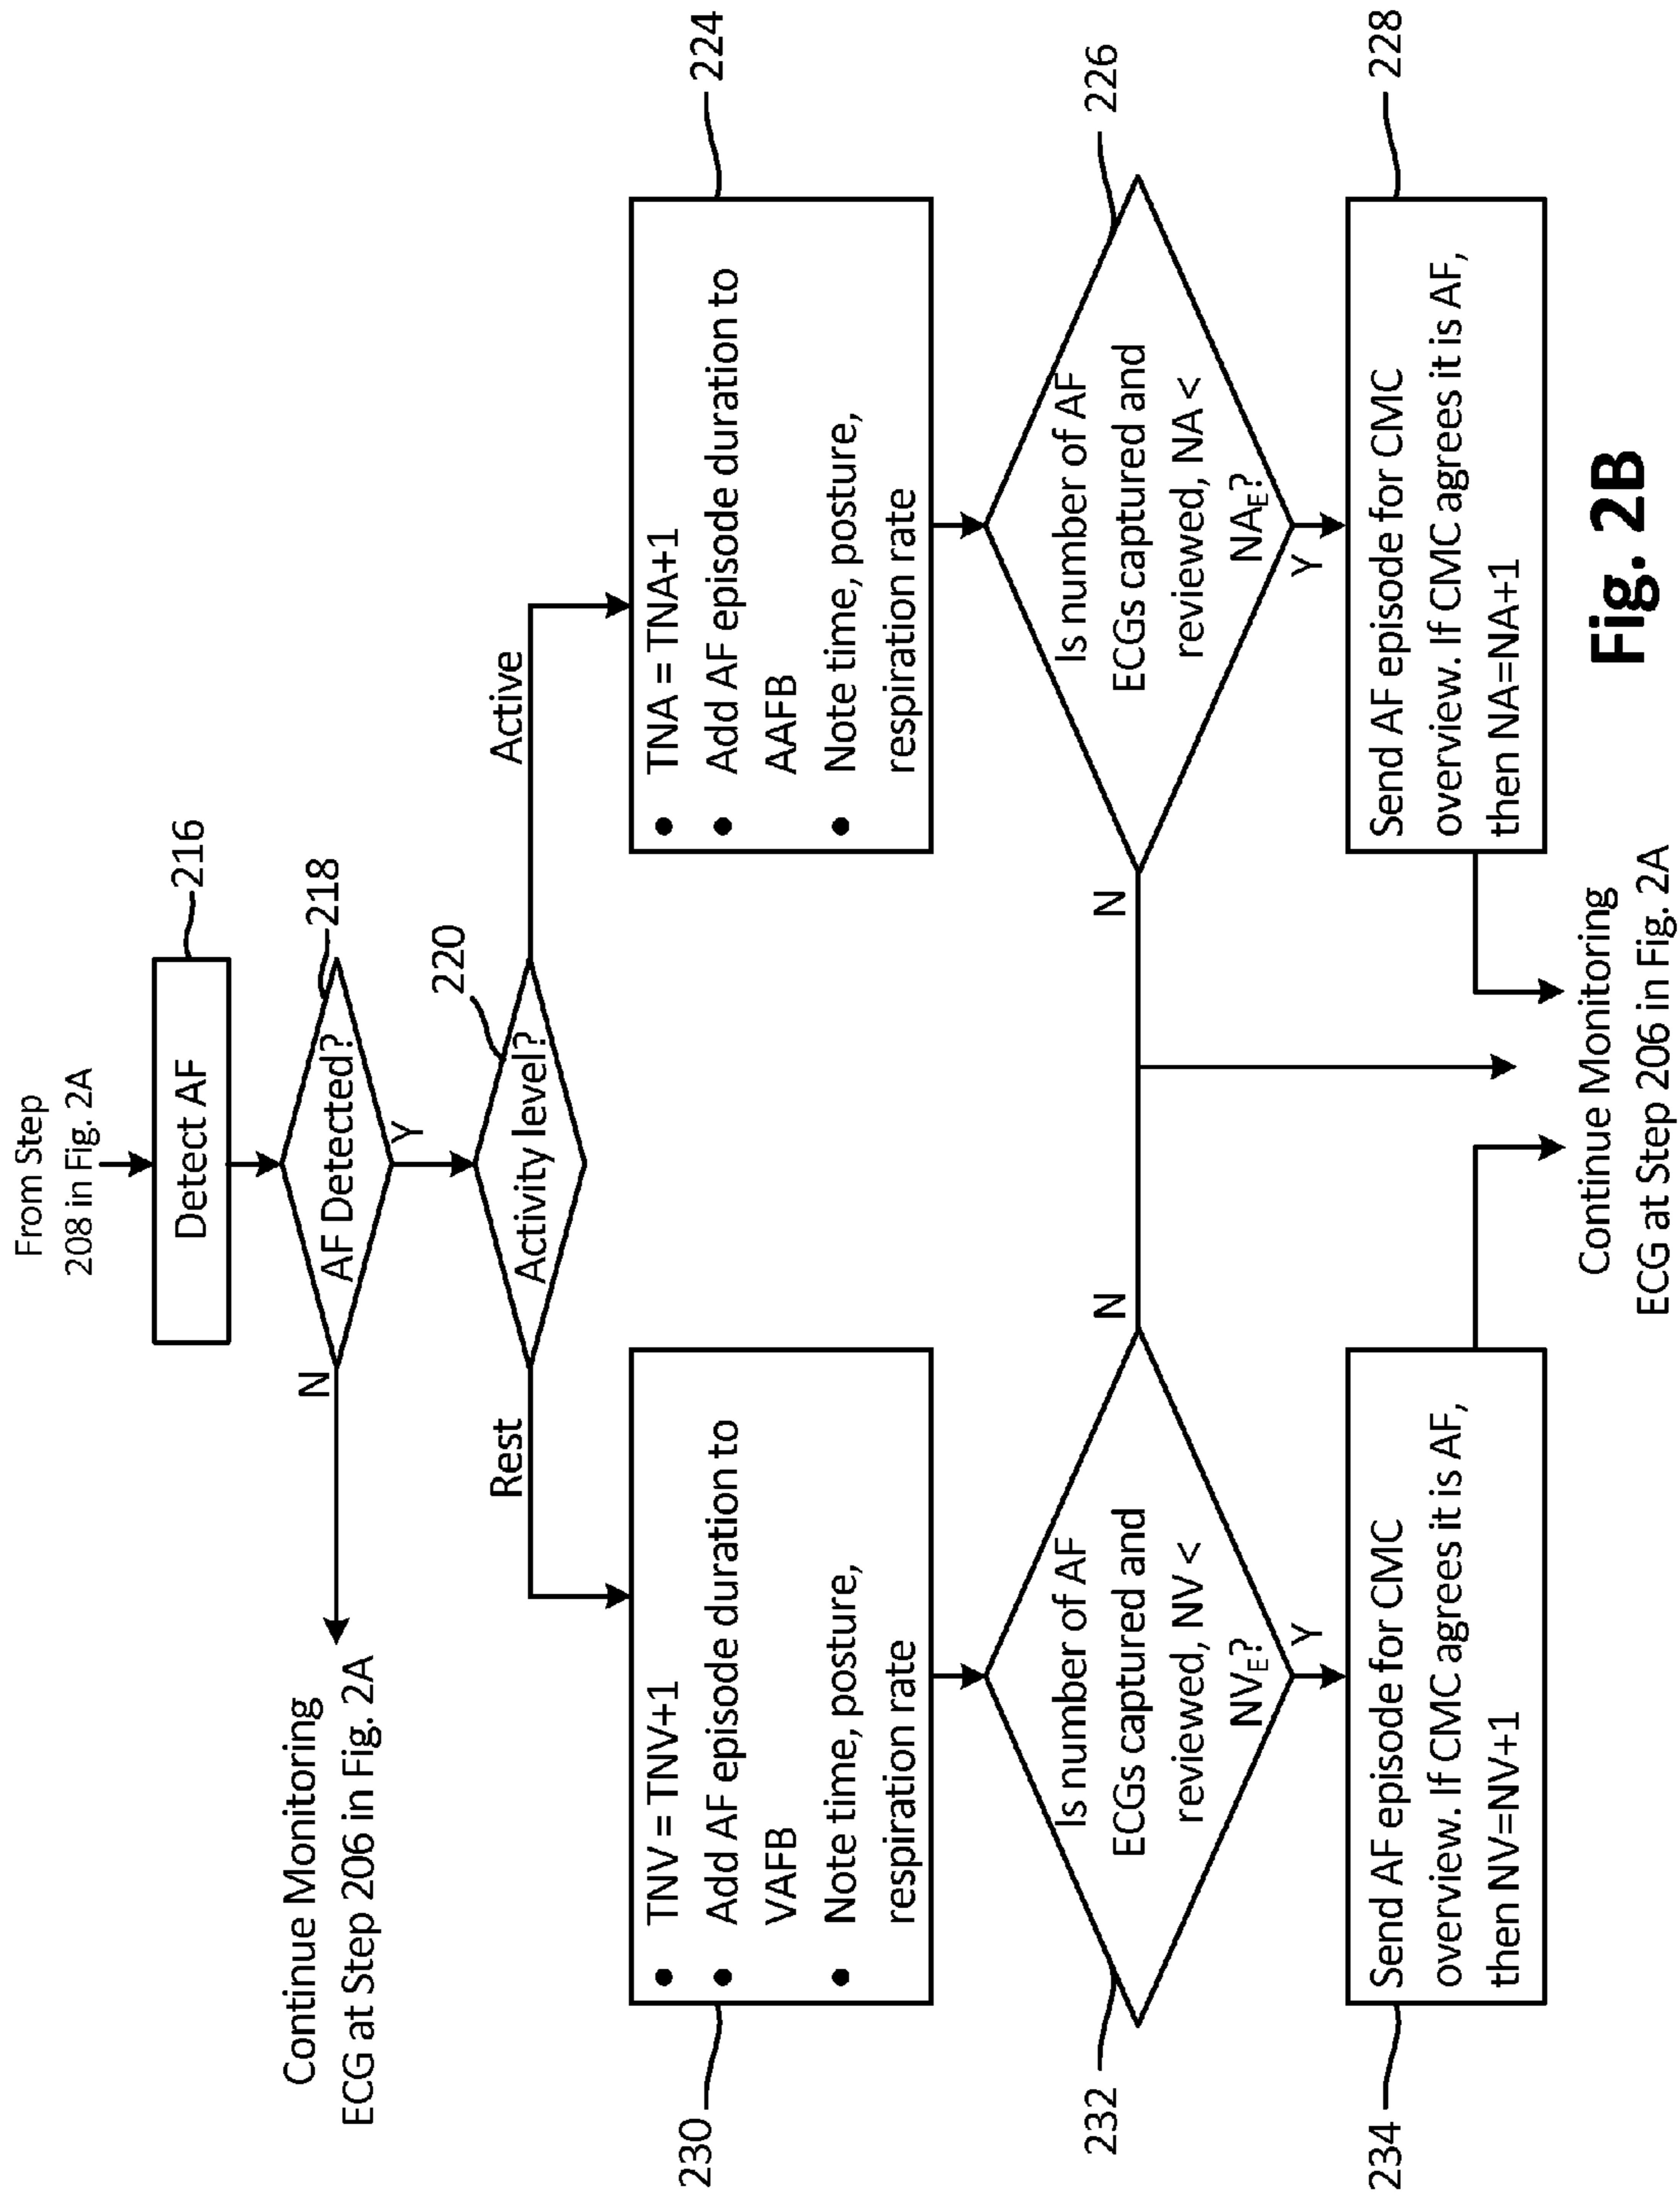 From Step
208 in Fig. 2A
Detect AF
216
AF Detected?
218
N
Y
Continue Monitoring
ECG at Step 206 in Fig. 2A
Activity level?
220
Rest
Active
TNV = TNV+1
Add AF episode duration to
VAFB
Note time, posture,
respiration rate
230
TNA = TNA+1
Add AF episode duration to
AAFB
Note time, posture,
respiration rate
224
Is number of AF
ECGs captured and
reviewed, NV <
NVE?
232
N
Y
Is number of AF
ECGs captured and
reviewed, NA <
NAE?
226
N
Y
Send AF episode for CMC
overview. If CMC agrees it is AF,
then NV=NV+1
234
Send AF episode for CMC
overview. If CMC agrees it is AF,
then NA=NA+1
228
Continue Monitoring
ECG at Step 206 in Fig. 2A
Fig. 2B